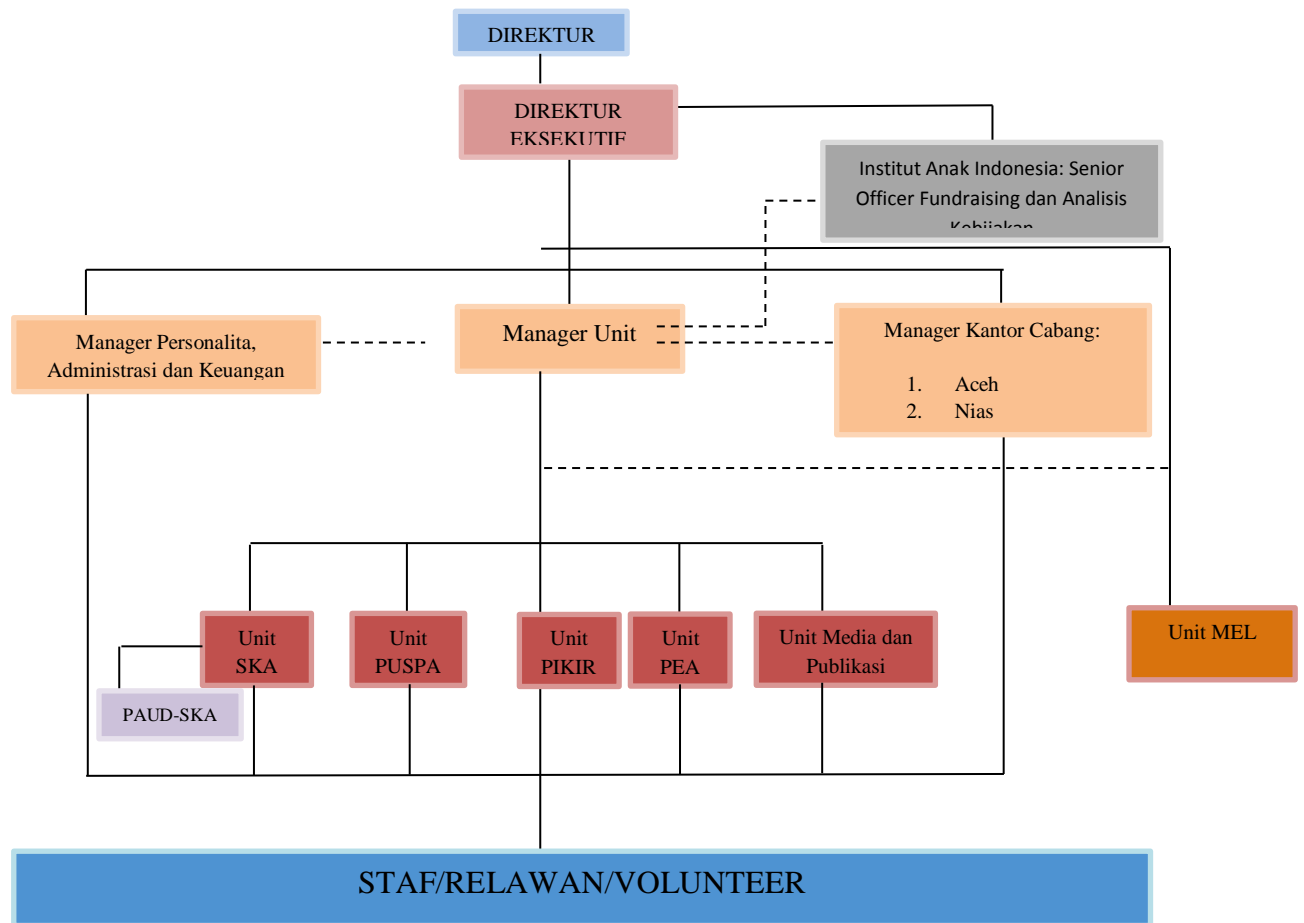 DIREKTUR
DIREKTUR
EKSEKUTIF
Institut Anak Indonesia: Senior
Officer Fundraising dan Analisis
Kebijakan
Manager Personalita,
Administrasi dan Keuangan
Manager Unit
Manager Kantor Cabang:
1. Aceh
2. Nias
Unit
SKA
Unit
PUSPA
Unit
PIKIR
Unit
PEA
Unit Media dan
Publikasi
Unit MEL
PAUD-SKA
STAF/RELAWAN/VOLUNTEER